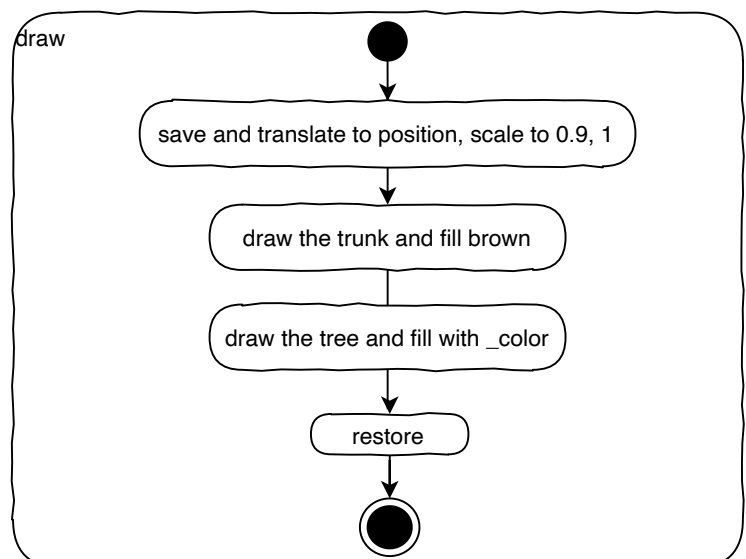 draw
save and translate to position, scale to 0.9, 1
draw the trunk and fill brown
draw the tree and fill with _color
restore